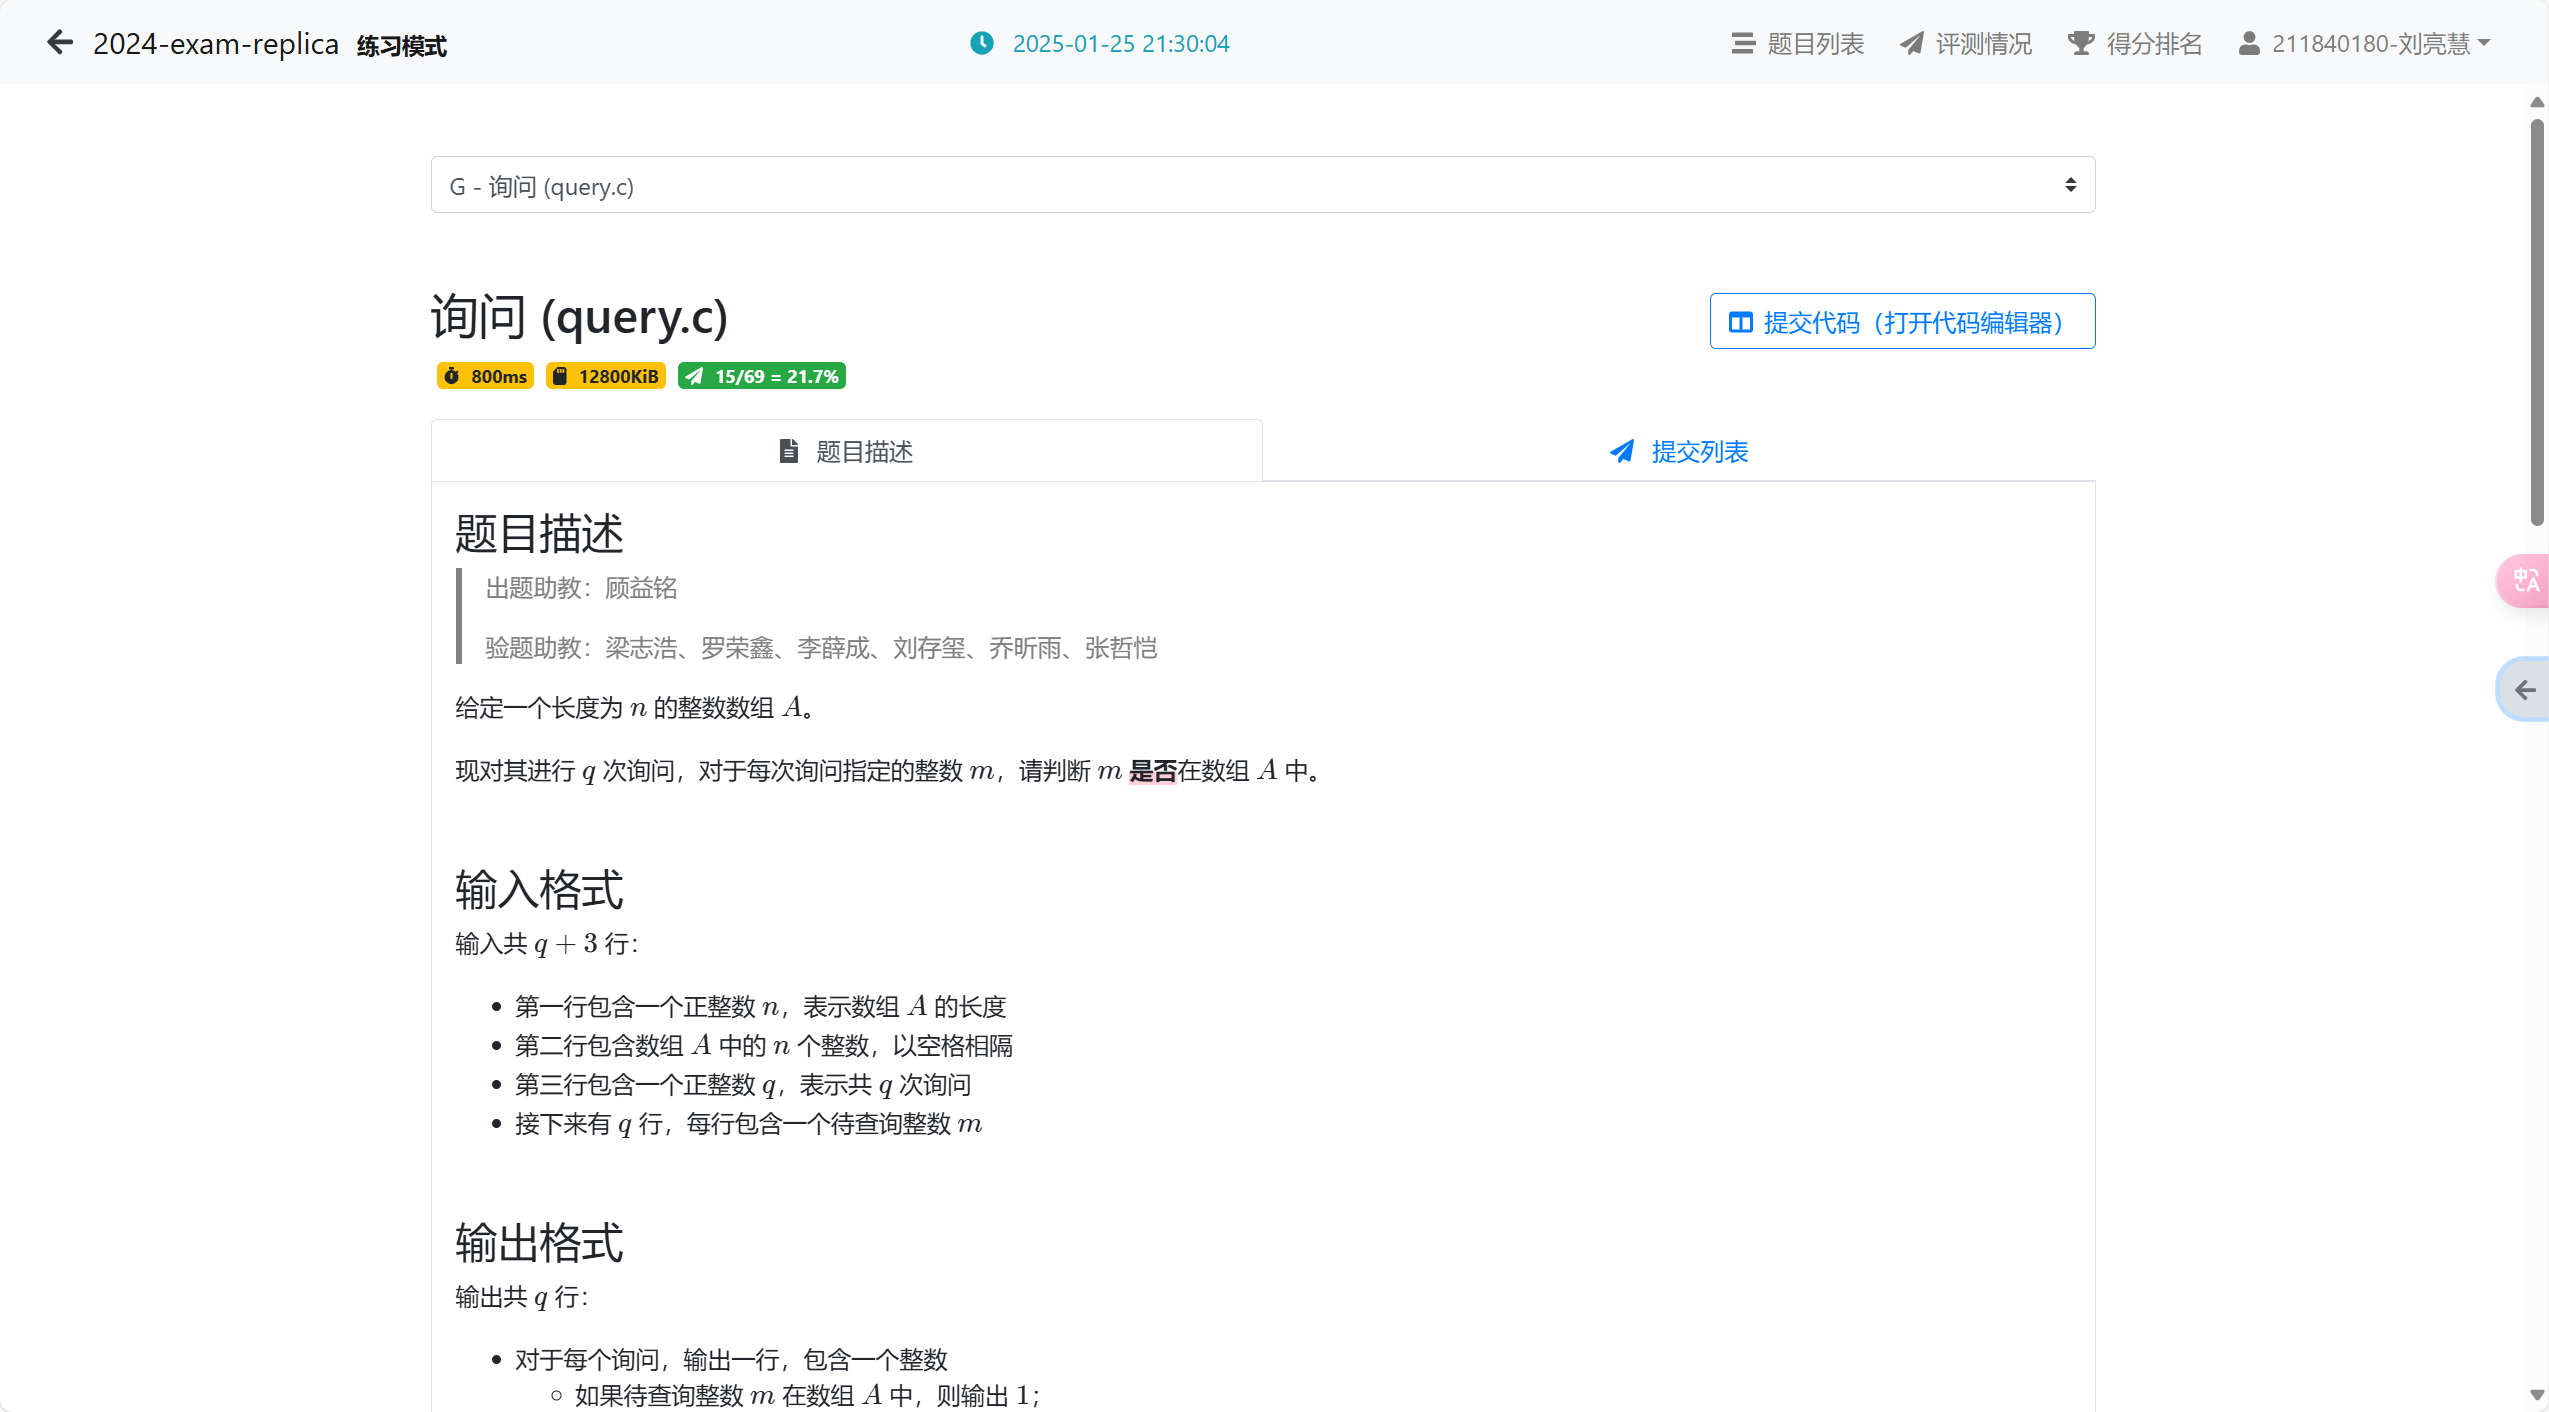 2024-exam-replica 练习模式
2025-01-25 21:30:04
题目列表
评测情况
得分排名
211840180-刘亮慧
G - 询问 (query.c)
询问 (query.c)
提交代码（打开代码编辑器）
800ms 12800KiB 15/69 = 21.7%
题目描述
提交列表
题目描述
出题助教：顾益铭
验题助教：梁志浩、罗荣鑫、李薛成、刘存玺、乔昕雨、张哲恺
给定一个长度为 n 的整数数组 A。
现对其进行 q 次询问，对于每次询问指定的整数 m，请判断 m 是否在数组 A 中。
输入格式
输入共 q + 3 行：
第一行包含一个正整数 n，表示数组 A 的长度
第二行包含数组 A 中的 n 个整数，以空格相隔
第三行包含一个正整数 q，表示共 q 次询问
接下来有 q 行，每行包含一个待查询整数 m
输出格式
输出共 q 行：
对于每个询问，输出一行，包含一个整数
如果待查询整数 m 在数组 A 中，则输出 1；